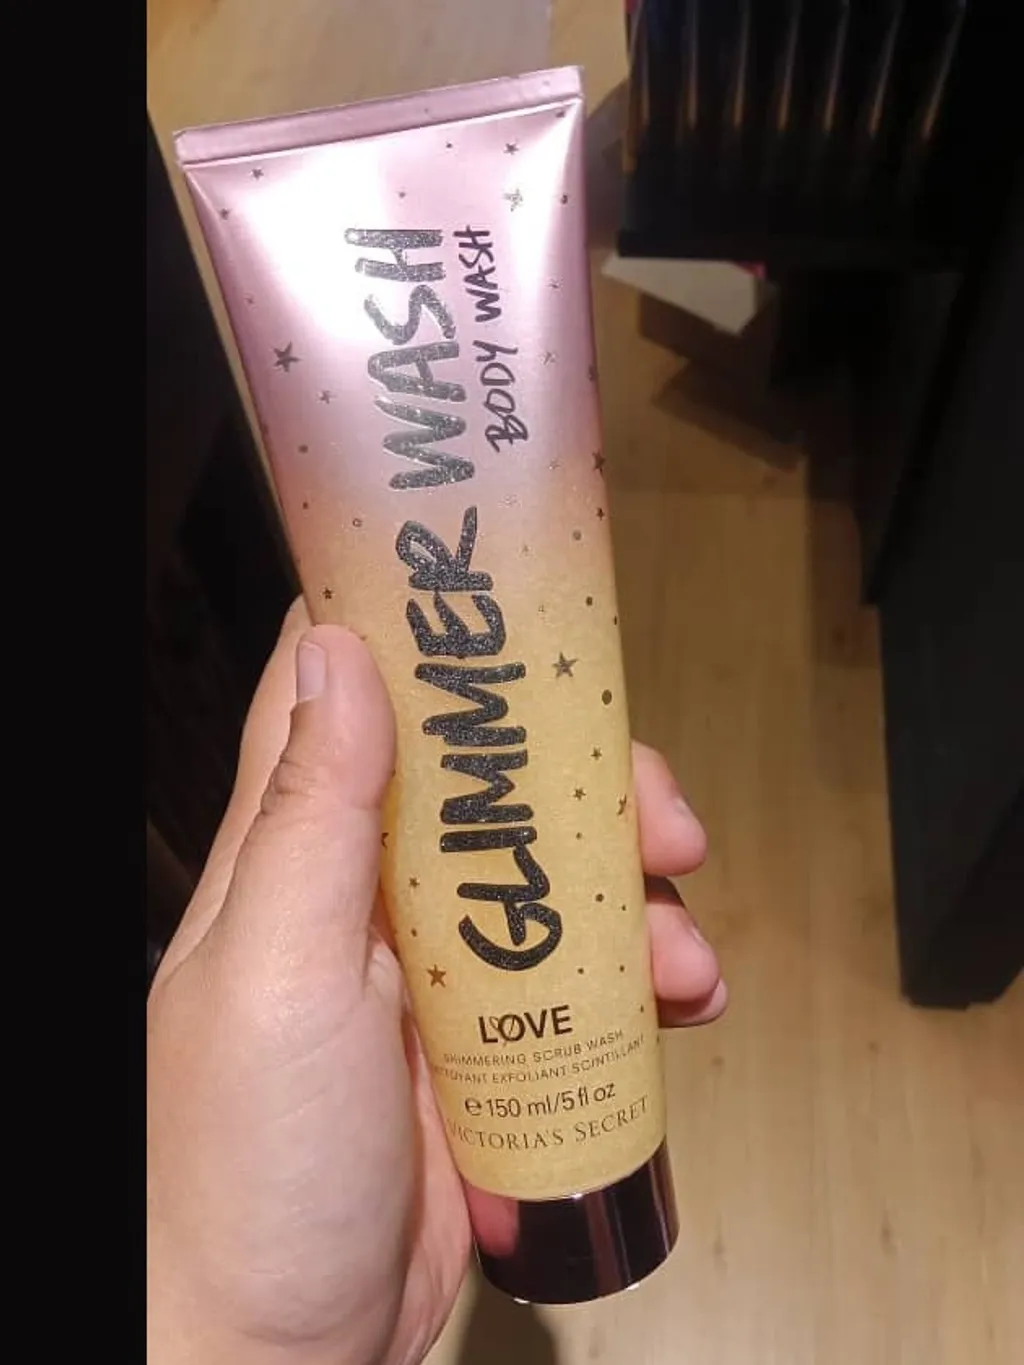 GLIMMER WASH
BODY WASH
LOVE
SHIMMERING SCRUB WASH
EXFOLIANT SCINTILLANT
℮ 150 ml/5 fl oz
VICTORIA'S SECRET